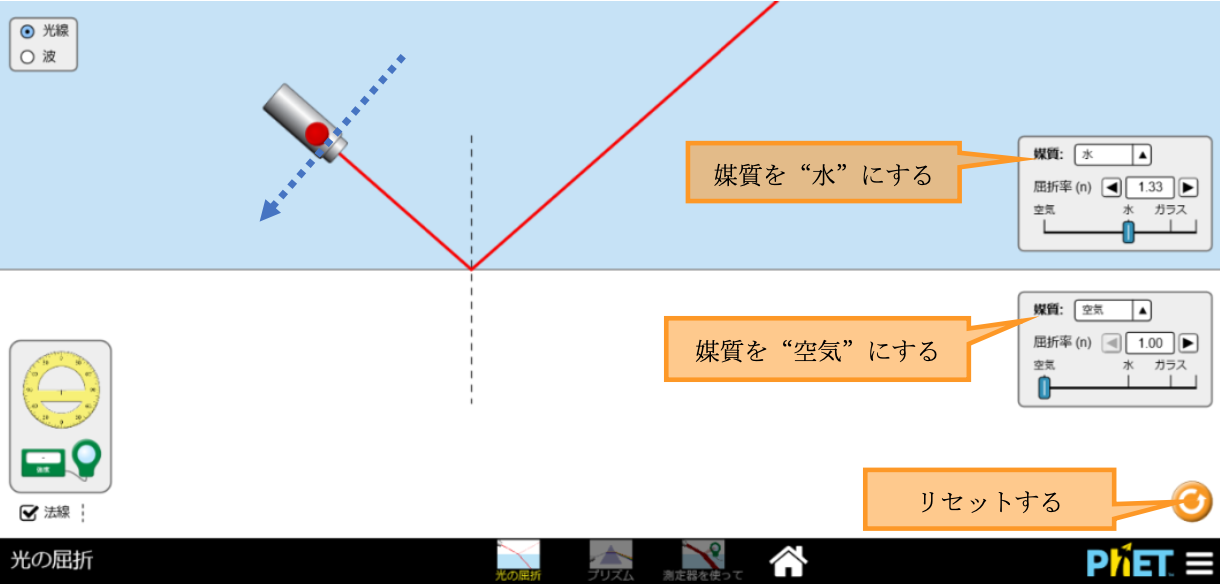 光線
波
媒質を“水”にする
媒質: 水
屈折率 (n) 1.33
空気 水 ガラス
媒質を“空気”にする
媒質: 空気
屈折率 (n) 1.00
空気 水 ガラス
リセットする
法線
光の屈折
光の屈折 プリズム 測定器を使って
PhET